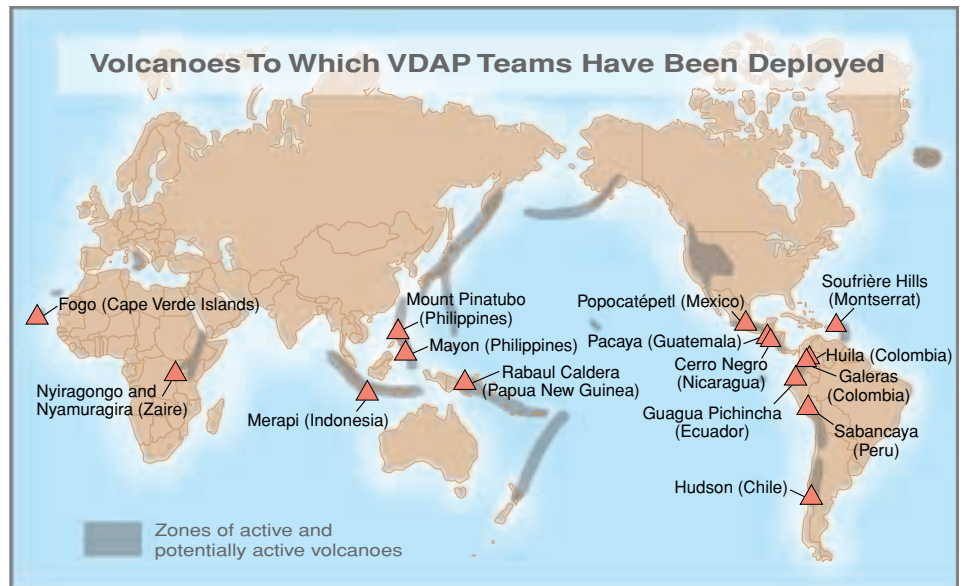 Volcanoes To Which VDAP Teams Have Been Deployed
Fogo (Cape Verde Islands)
Nyiragongo and
Nyamuragira (Zaire)
Mount Pinatubo
(Philippines)
Mayon (Philippines)
Rabaul Caldera
(Papua New Guinea)
Merapi (Indonesia)
Popocatépetl (Mexico)
Soufrière Hills
(Montserrat)
Pacaya (Guatemala)
Cerro Negro
(Nicaragua)
Huila (Colombia)
Galeras
(Colombia)
Guagua Pichincha
(Ecuador)
Sabancaya
(Peru)
Hudson (Chile)
Zones of active and
potentially active volcanoes